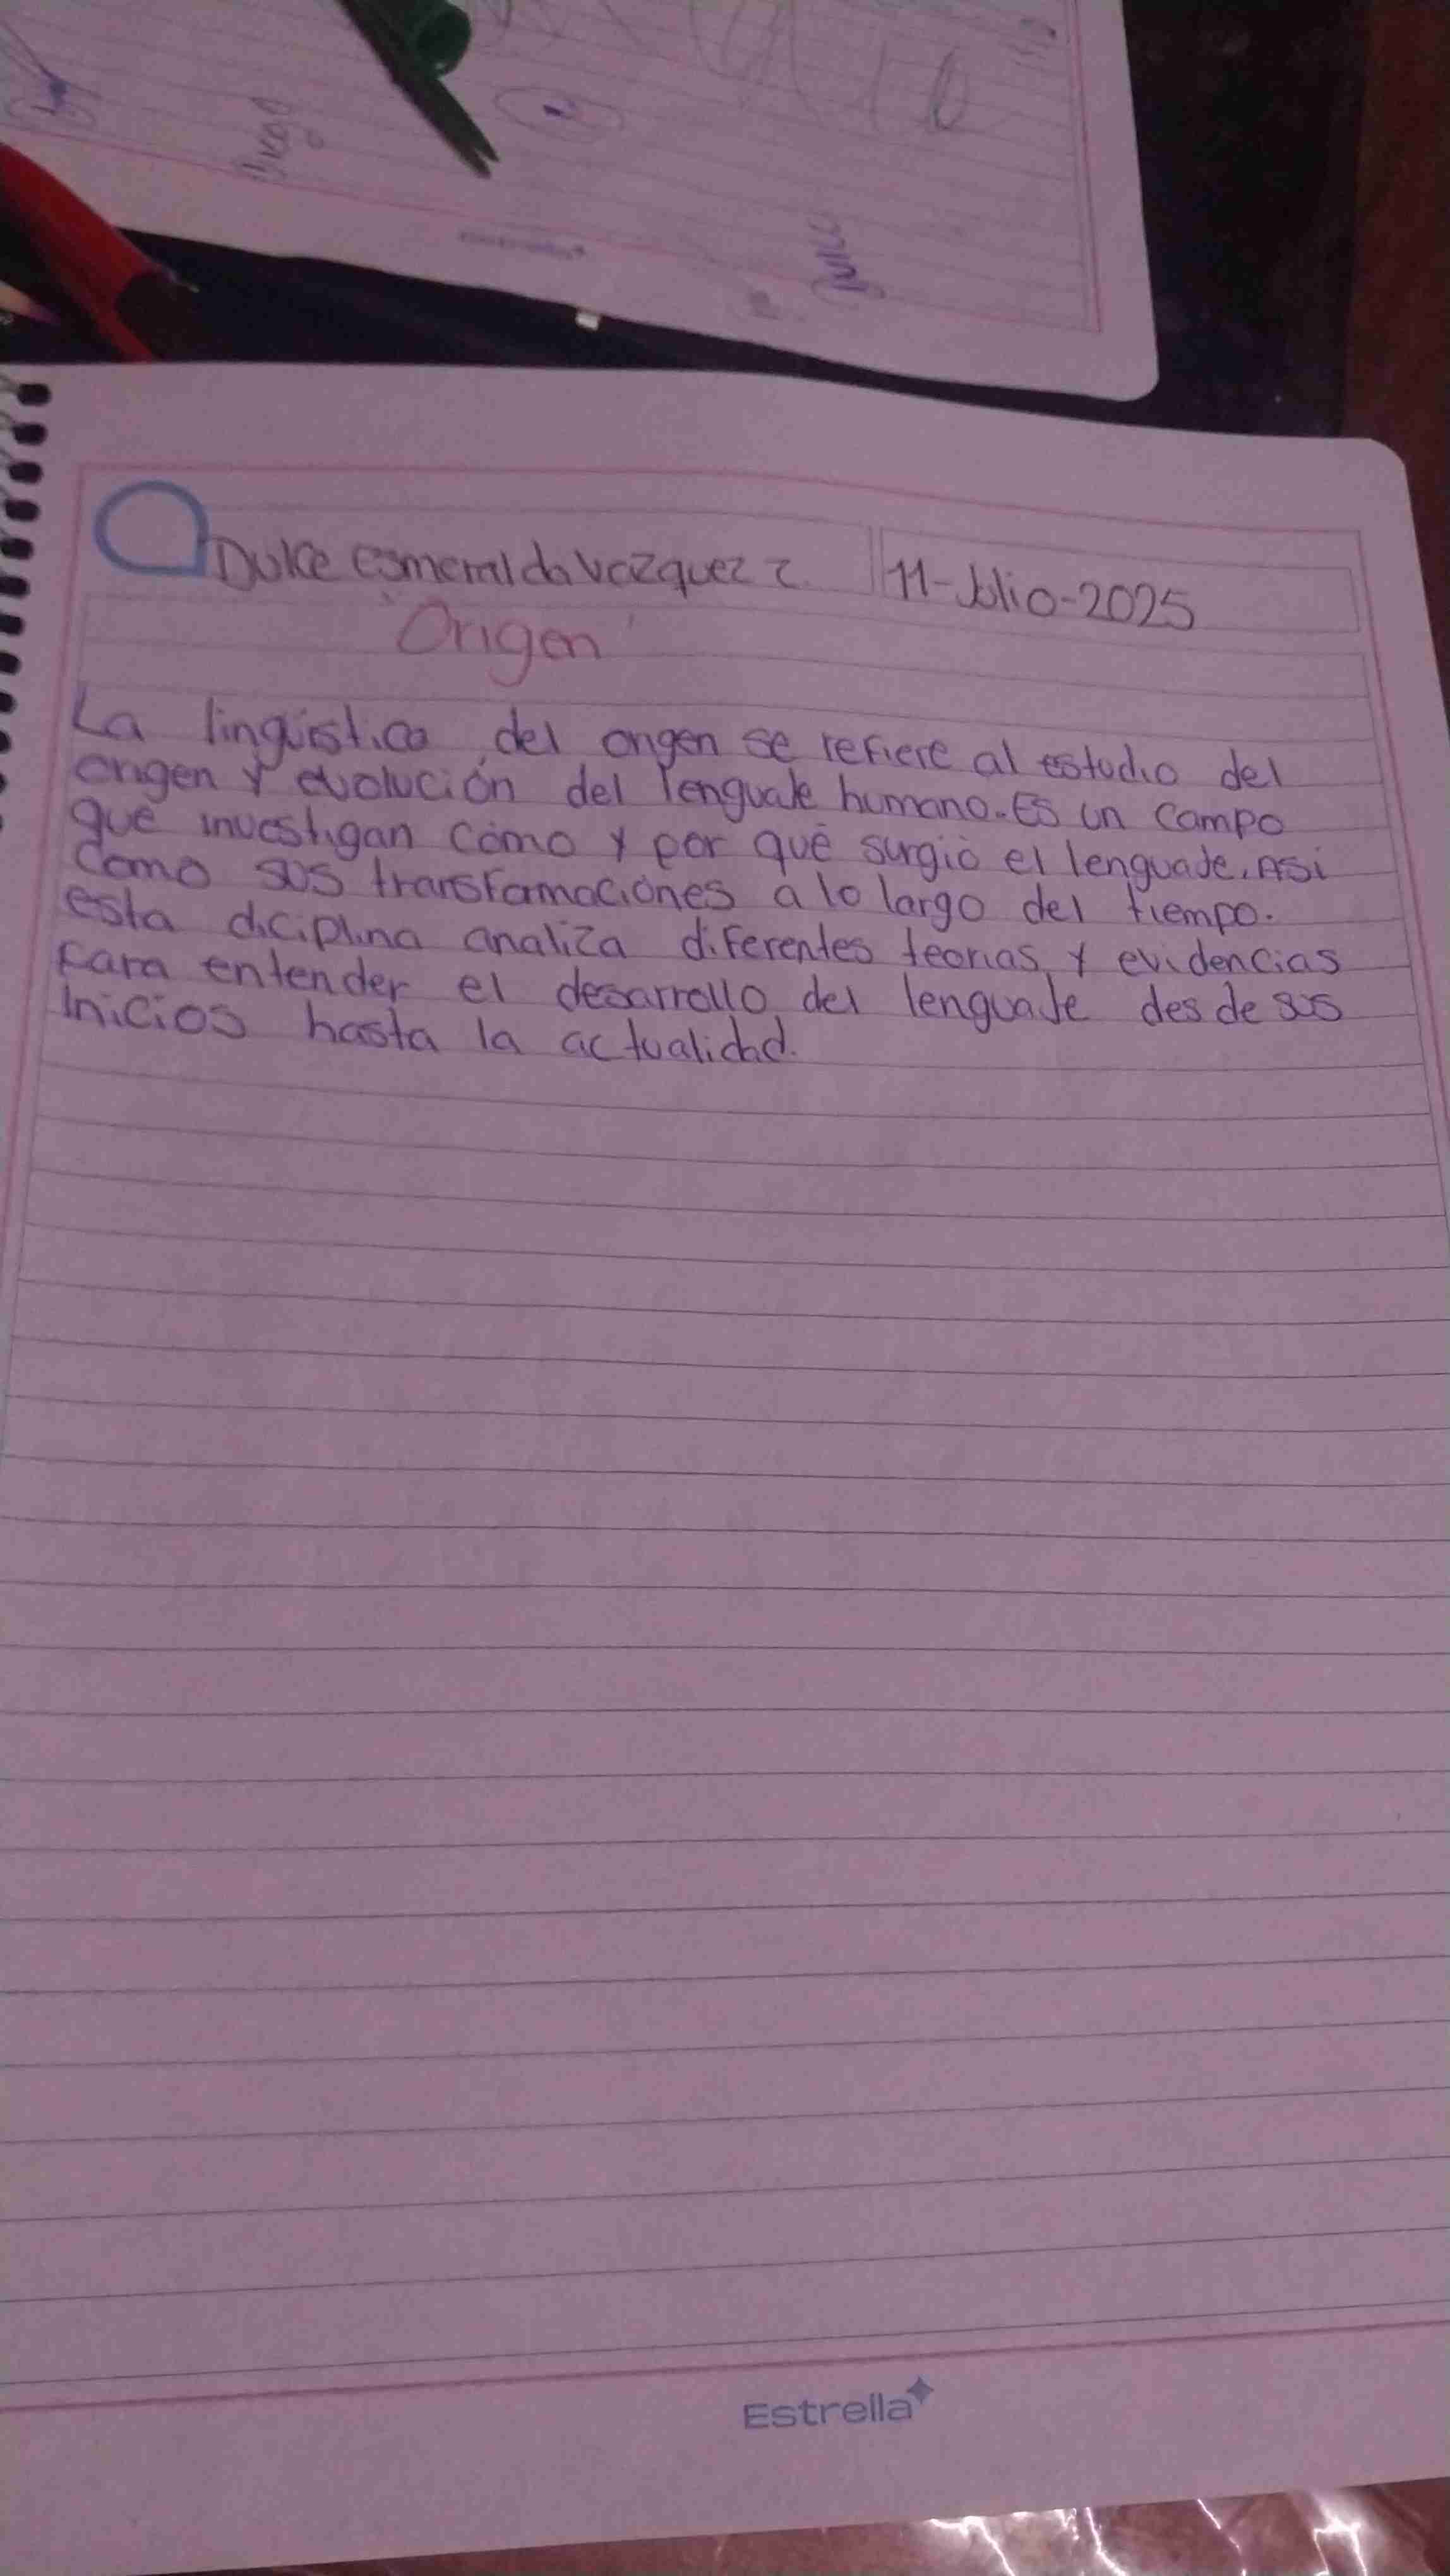 Dulce esmeralda Vazquez z. 11-Julio-2025
"Origen"
La lingüística del origen se refiere al estudio del
origen y evolución del lenguaje humano. Es un campo
que investigan cómo y por qué surgió el lenguaje. Asi
como sus transformaciones a lo largo del tiempo.
esta diciplina analiza diferentes teorias y evidencias
para entender el desarrollo del lenguaje desde sus
inicios hasta la actualidad.
Estrella